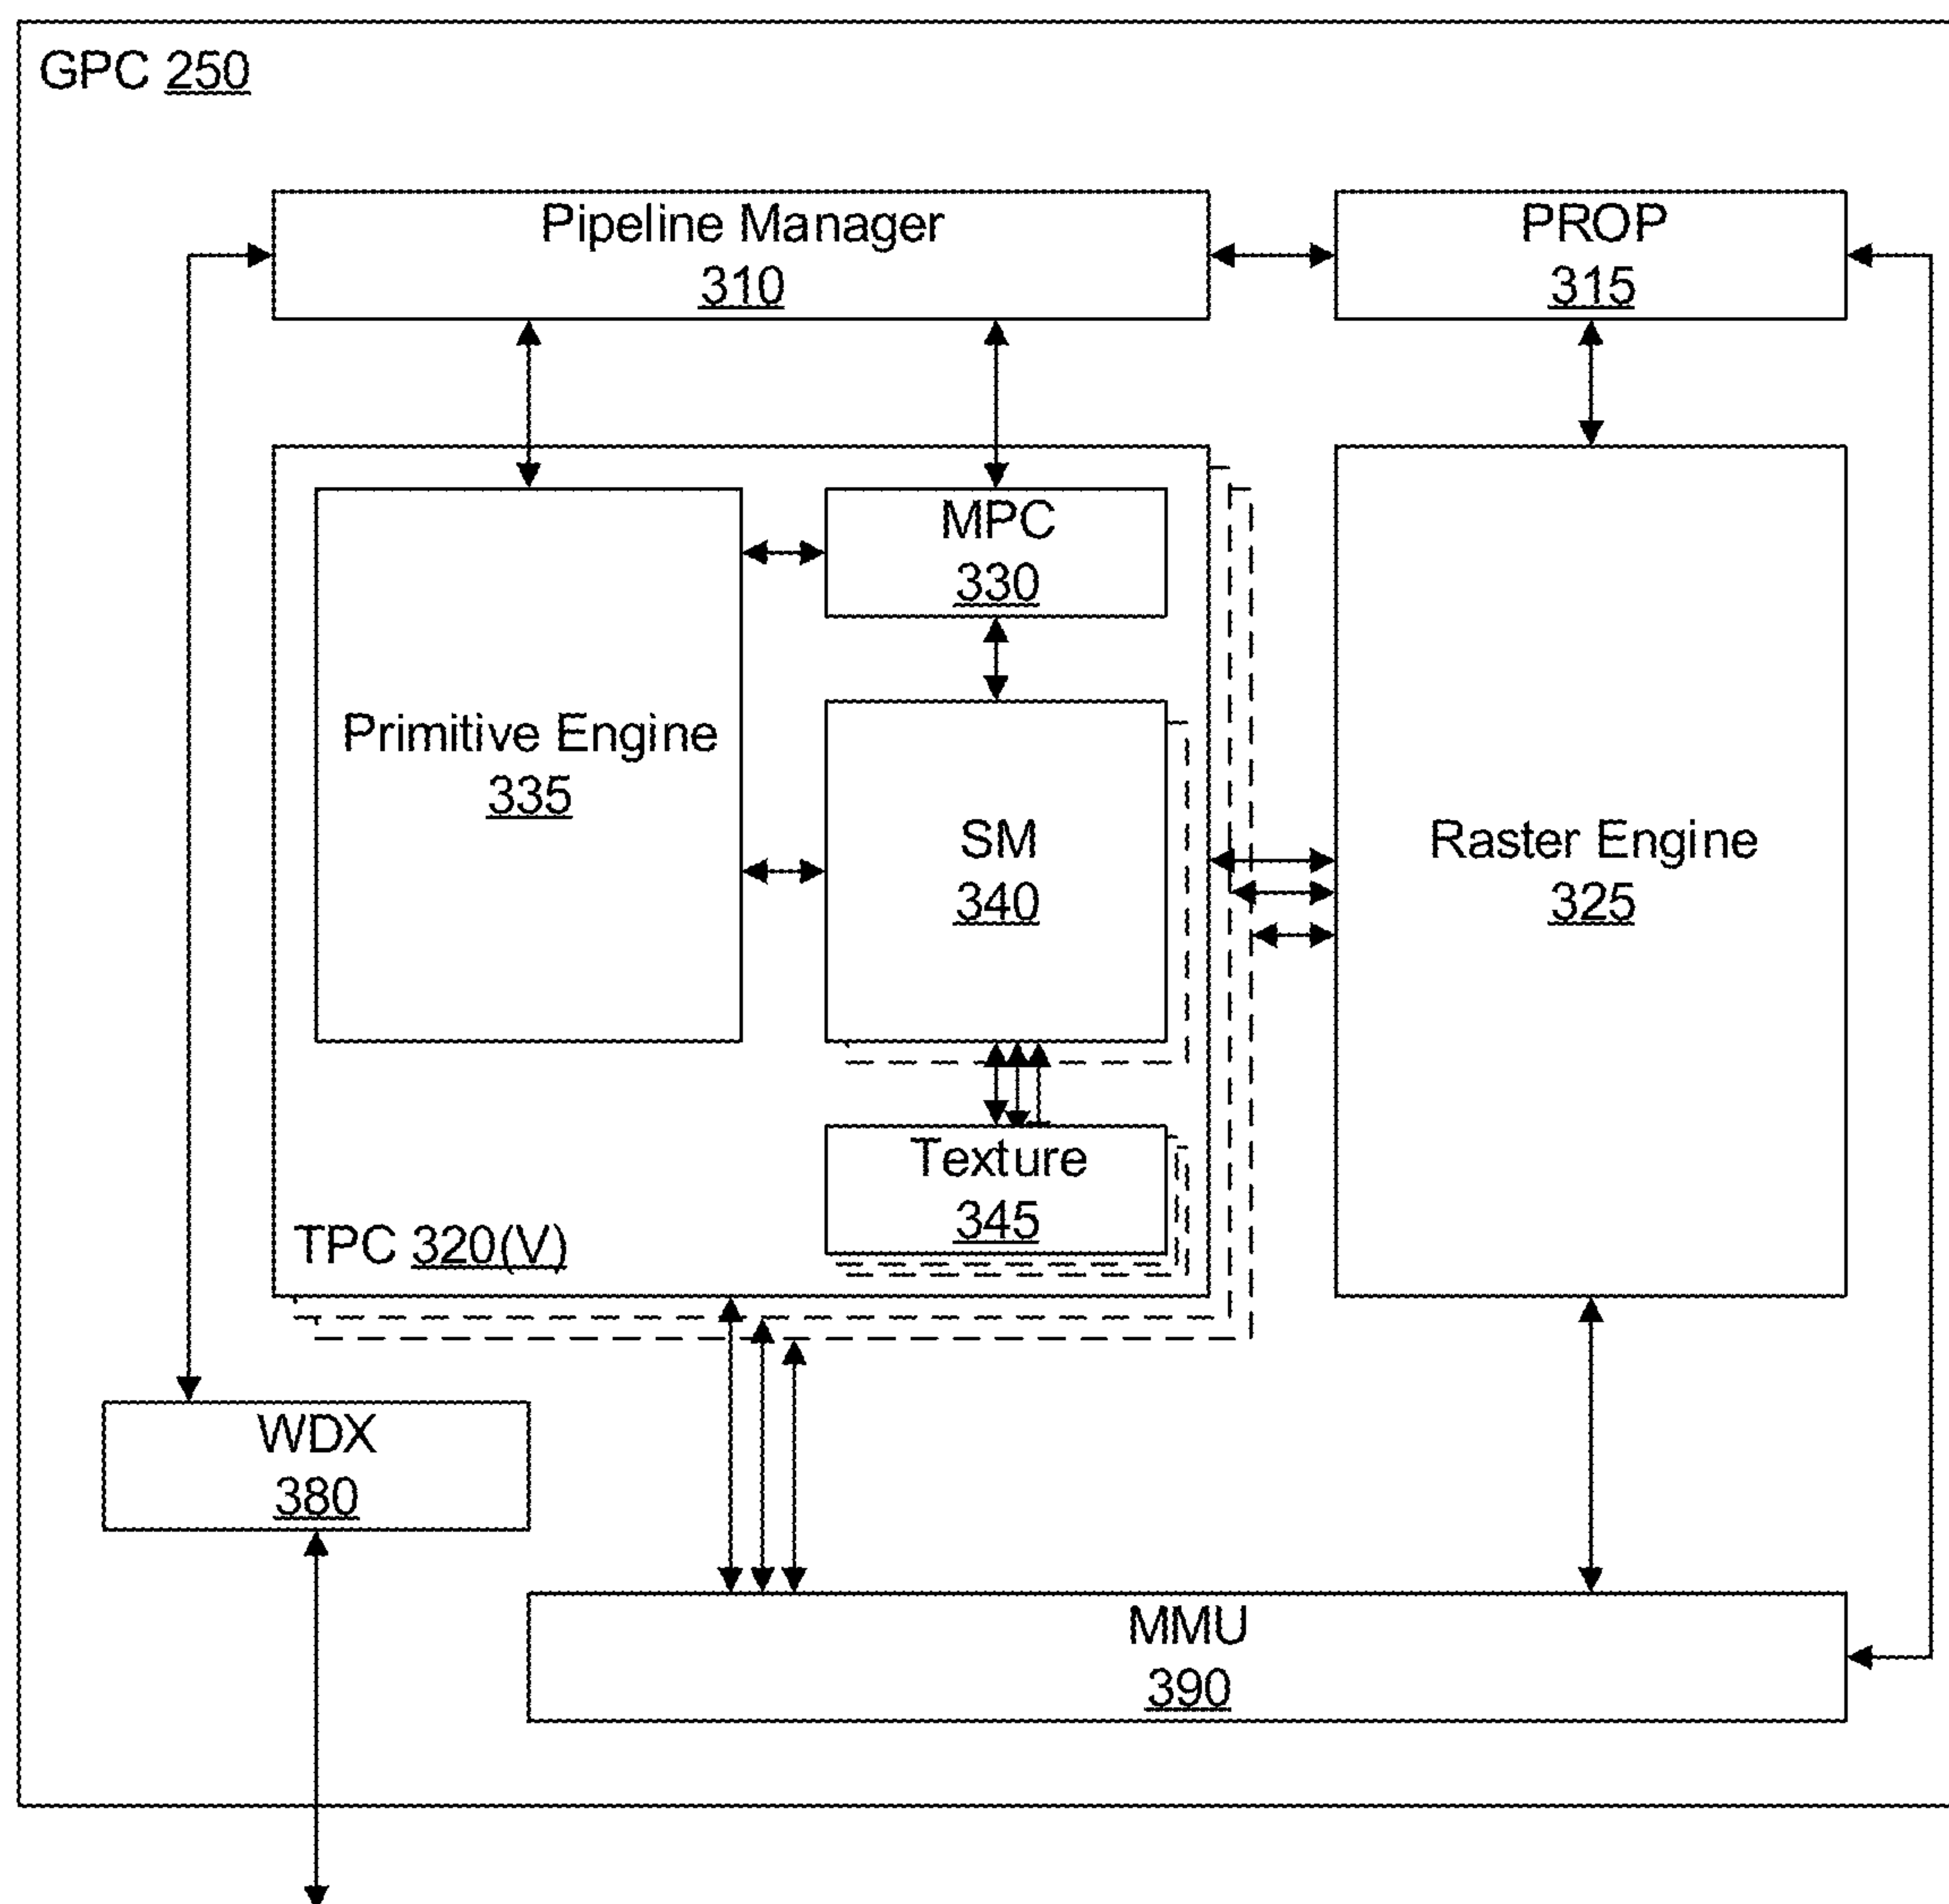 GPC 250
Pipeline Manager
310
PROP
315
MPC
330
Primitive Engine
335
SM
340
Raster Engine
325
Texture
345
TPC 320(V)
WDX
380
MMU
390